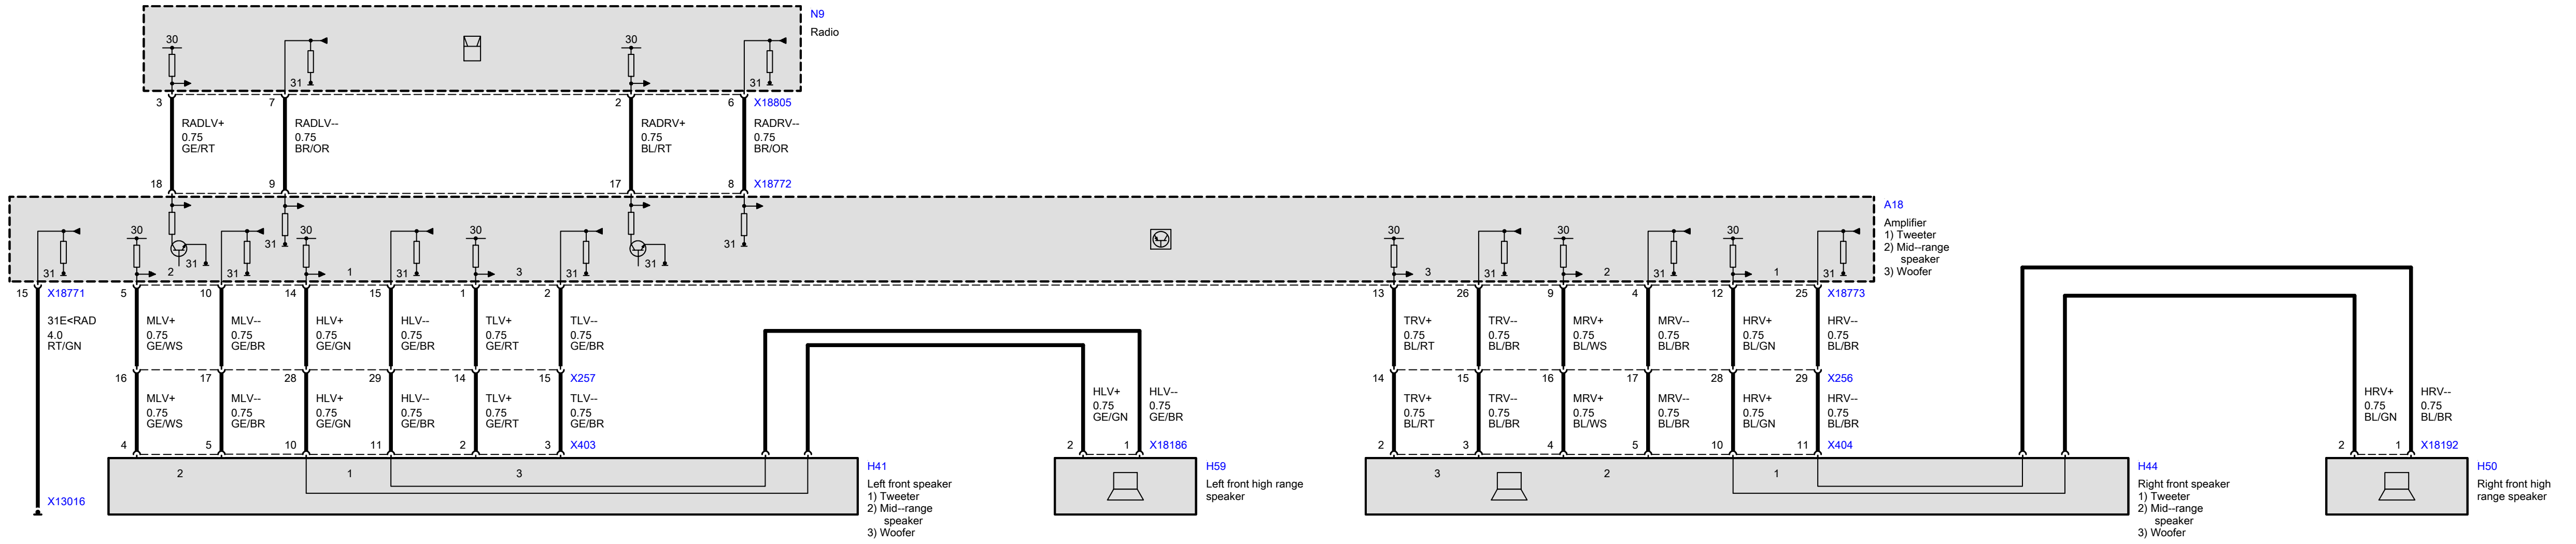 N9
Radio
30
30
31
31
3
7
2
6
X18805
RADLV+
0.75
GE/RT
RADLV--
0.75
BR/OR
RADRV+
0.75
BL/RT
RADRV--
0.75
BR/OR
18
9
17
8
X18772
A18
Amplifier
1) Tweeter
2) Mid--range
speaker
3) Woofer
30
30
30
30
30
30
31
31
31
31
31
31
31
31
31
31
31
2
1
3
3
2
1
15
X18771
5
10
14
15
1
2
13
26
9
4
12
25
X18773
31E<RAD
4.0
RT/GN
MLV+
0.75
GE/WS
MLV--
0.75
GE/BR
HLV+
0.75
GE/GN
HLV--
0.75
GE/BR
TLV+
0.75
GE/RT
TLV--
0.75
GE/BR
TRV+
0.75
BL/RT
TRV--
0.75
BL/BR
MRV+
0.75
BL/WS
MRV--
0.75
BL/BR
HRV+
0.75
BL/GN
HRV--
0.75
BL/BR
16
17
28
29
14
15
X257
14
15
16
17
28
29
X256
MLV+
0.75
GE/WS
MLV--
0.75
GE/BR
HLV+
0.75
GE/GN
HLV--
0.75
GE/BR
TLV+
0.75
GE/RT
TLV--
0.75
GE/BR
HLV+
0.75
GE/GN
HLV--
0.75
GE/BR
TRV+
0.75
BL/RT
TRV--
0.75
BL/BR
MRV+
0.75
BL/WS
MRV--
0.75
BL/BR
HRV+
0.75
BL/GN
HRV--
0.75
BL/BR
HRV+
0.75
BL/GN
HRV--
0.75
BL/BR
4
5
10
11
2
3
X403
2
1
X18186
2
3
4
5
10
11
X404
2
1
X18192
2
1
3
H41
Left front speaker
1) Tweeter
2) Mid--range
speaker
3) Woofer
H59
Left front high range
speaker
3
2
1
H44
Right front speaker
1) Tweeter
2) Mid--range
speaker
3) Woofer
H50
Right front high
range speaker
X13016